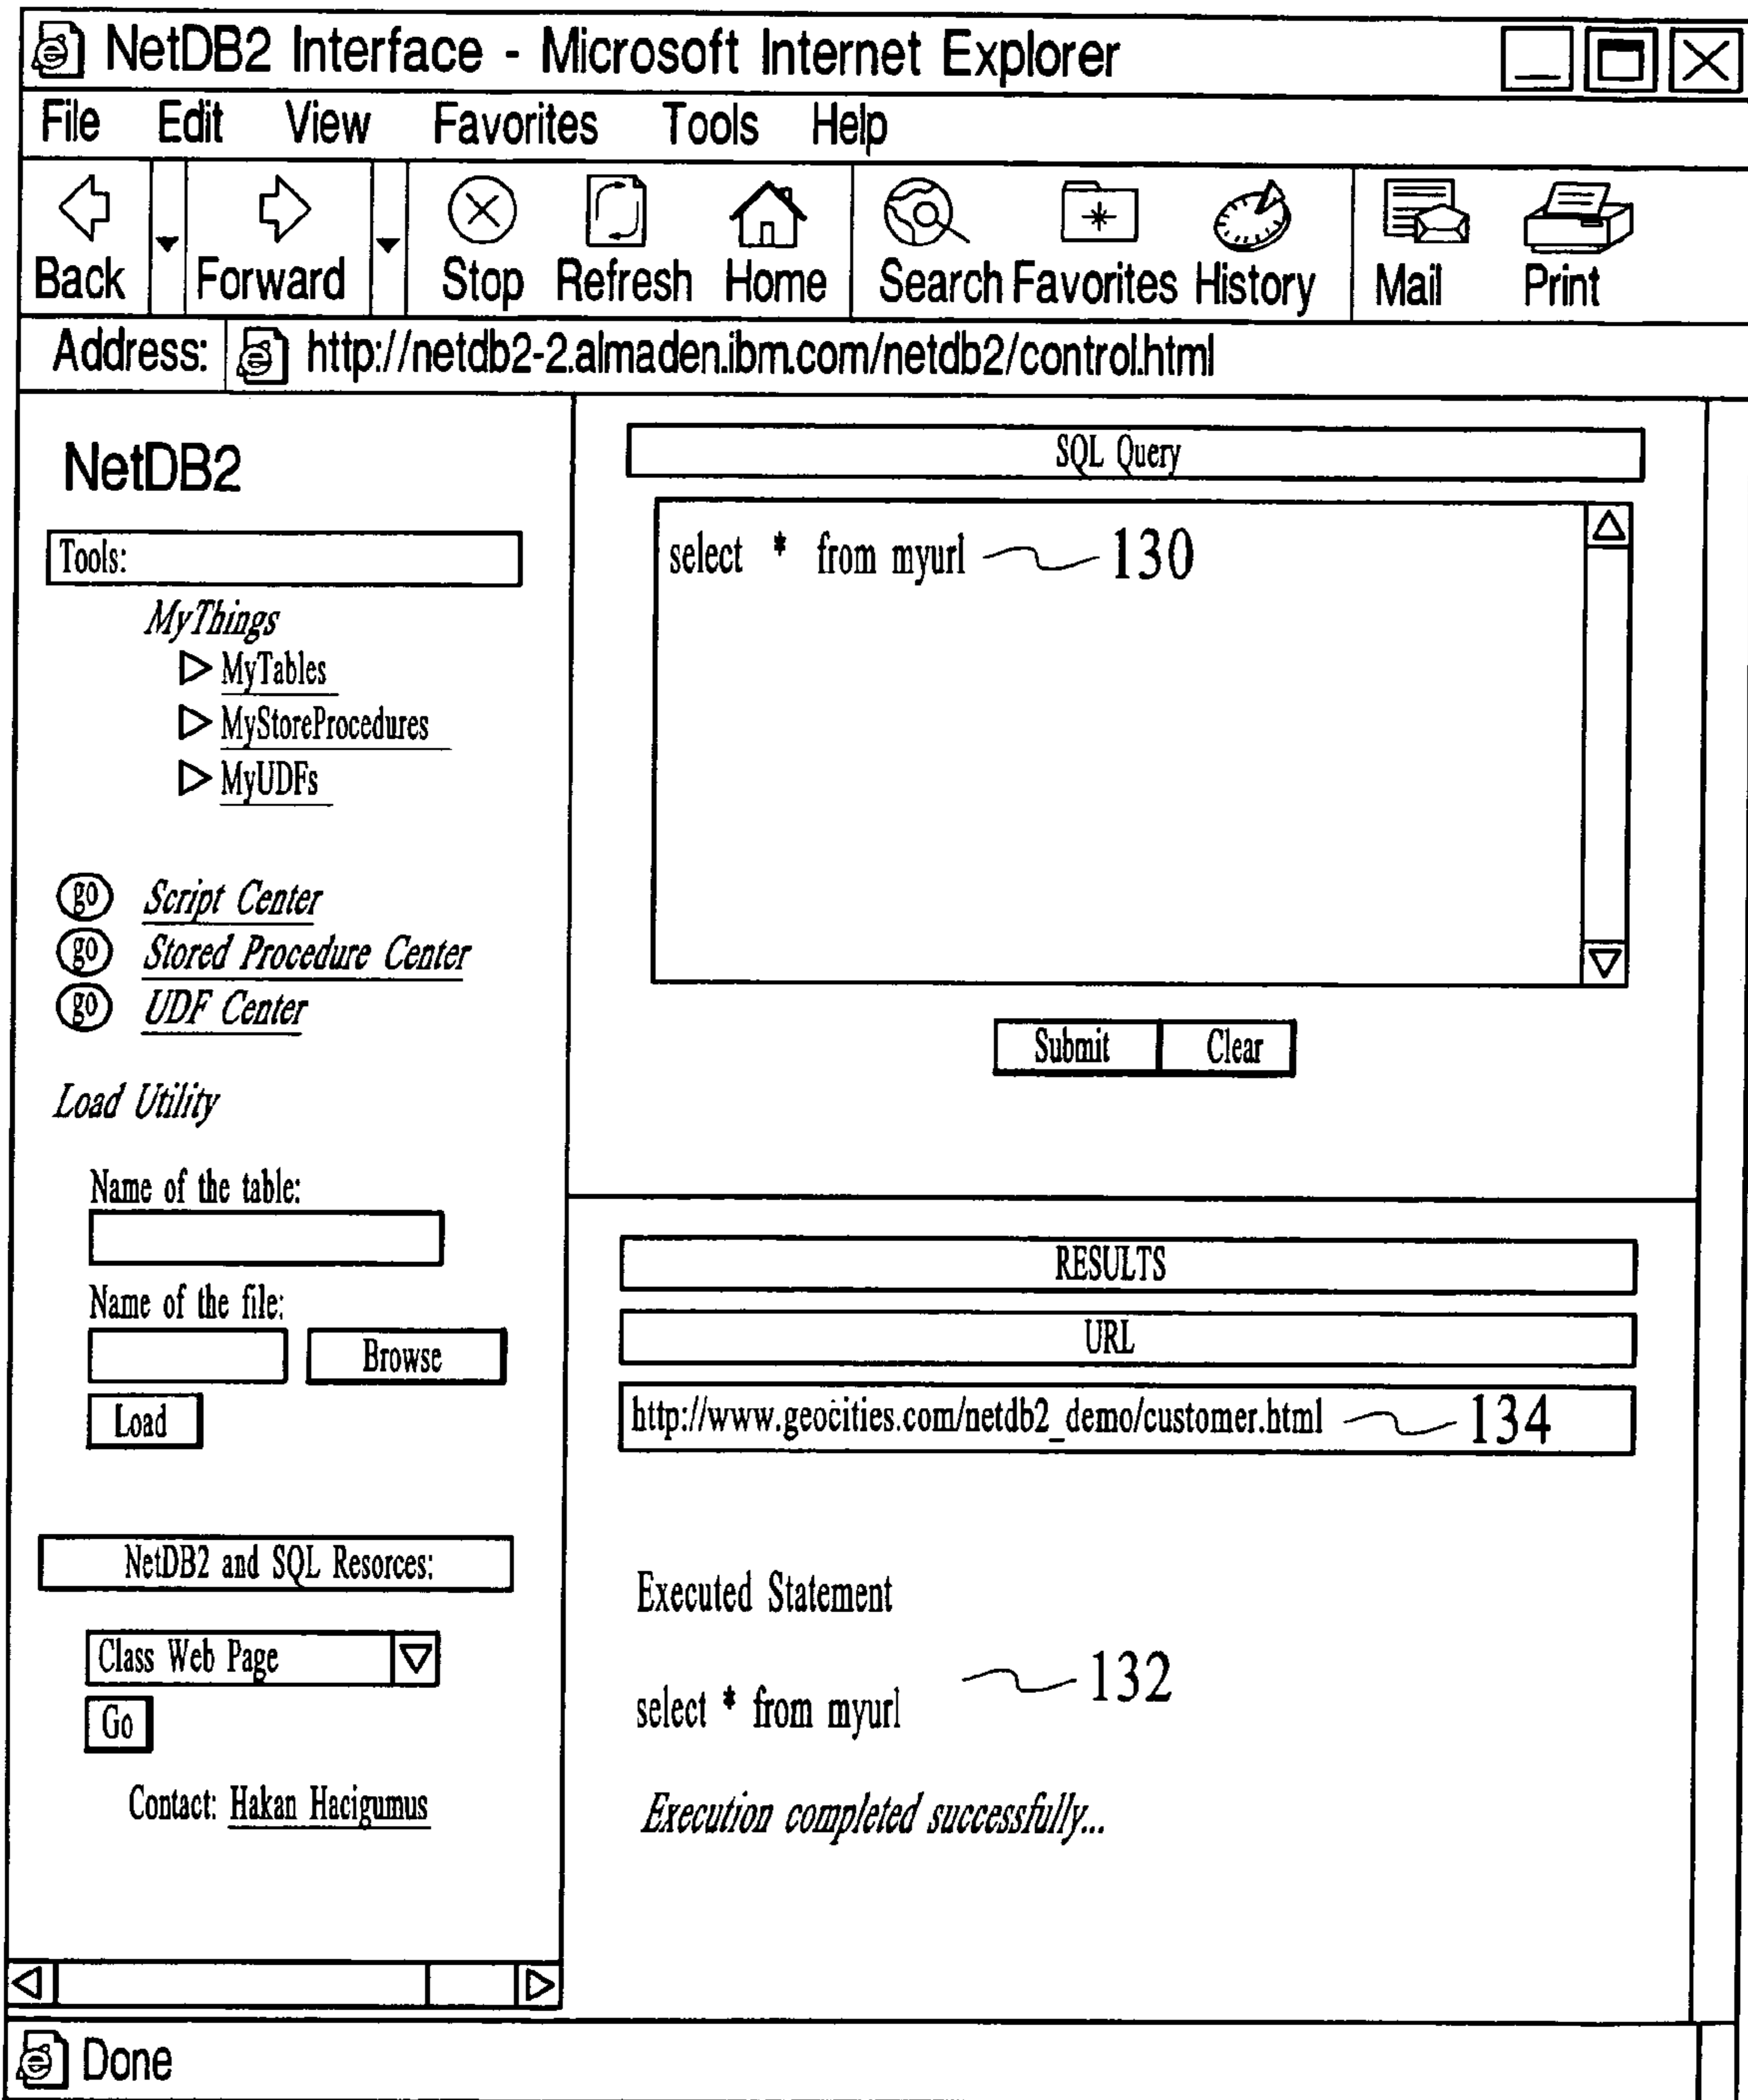 NetDB2 Interface - Microsoft Internet Explorer
File Edit View Favorites Tools Help
Back Forward Stop Refresh Home Search Favorites History Mail Print
Address: http://netdb2-2.almaden.ibm.com/netdb2/control.html
NetDB2
Tools:
MyThings
MyTables
MyStoreProcedures
MyUDFs
go Script Center
go Stored Procedure Center
go UDF Center
Load Utility
Name of the table:
Name of the file:
Browse
Load
NetDB2 and SQL Resorces:
Class Web Page
Go
Contact: Hakan Hacigumus
SQL Query
select * from myurl 130
Submit Clear
RESULTS
URL
http://www.geocities.com/netdb2_demo/customer.html 134
Executed Statement
132
select * from myurl
Execution completed successfully...
Done